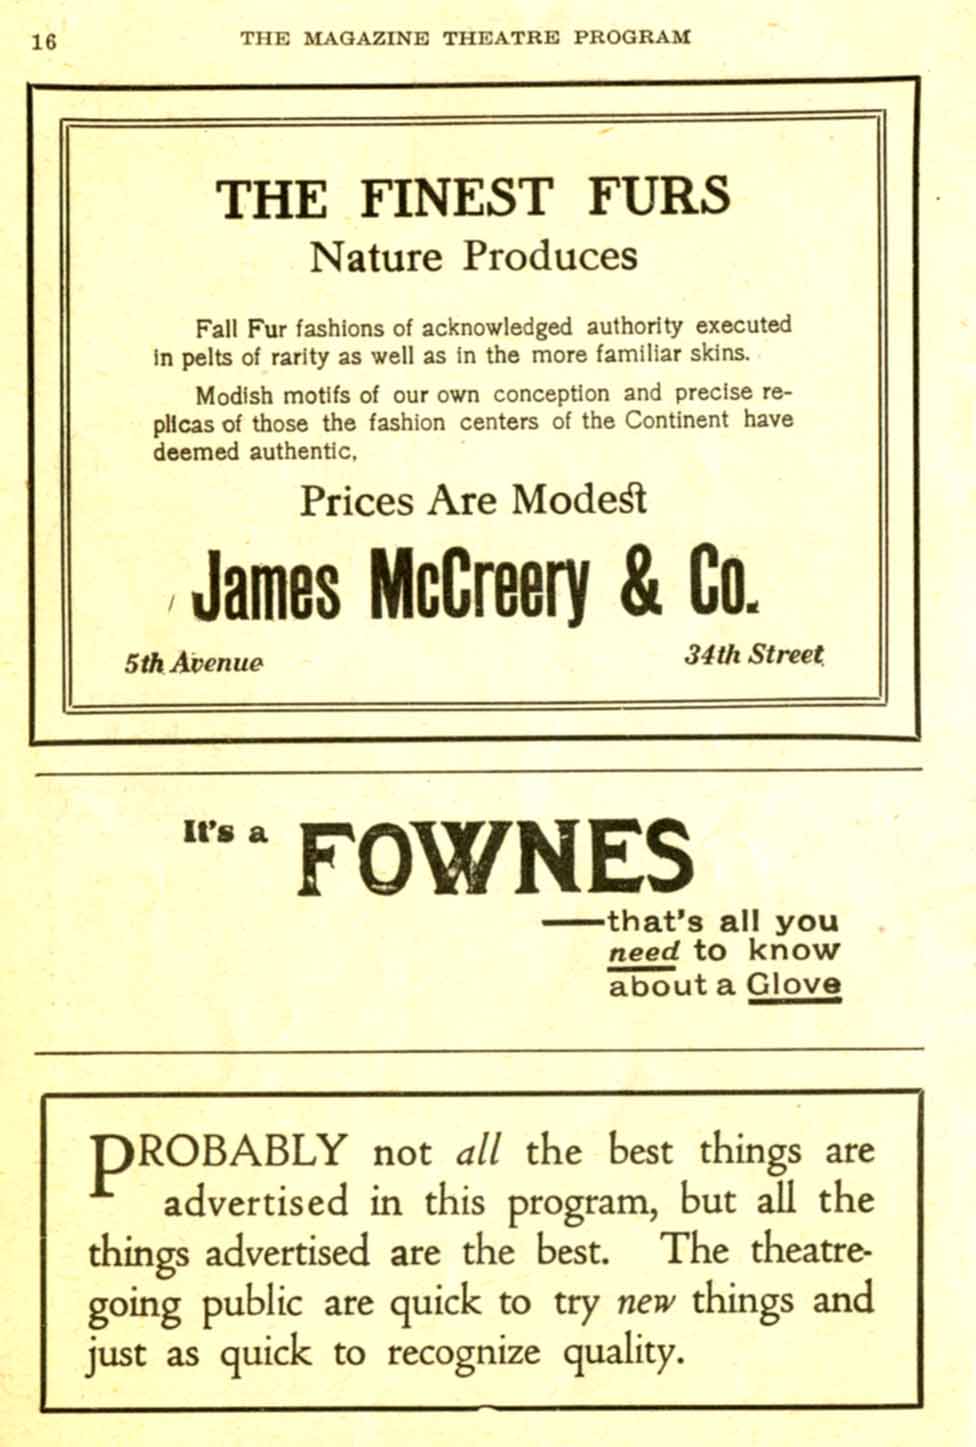 16
THE MAGAZINE THEATRE PROGRAM
THE FINEST FURS
Nature Produces
Fall Fur fashions of acknowledged authority executed
in pelts of rarity as well as in the more familiar skins.
Modish motifs of our own conception and precise re-
plicas of those the fashion centers of the Continent have
deemed authentic,
Prices Are Modest
James McCreery & Co.
5th Avenue
34th Street
It's a FOWNES
—that's all you
need to know
about a Glove
PROBABLY not all the best things are
advertised in this program, but all the
things advertised are the best. The theatre-
going public are quick to try new things and
just as quick to recognize quality.